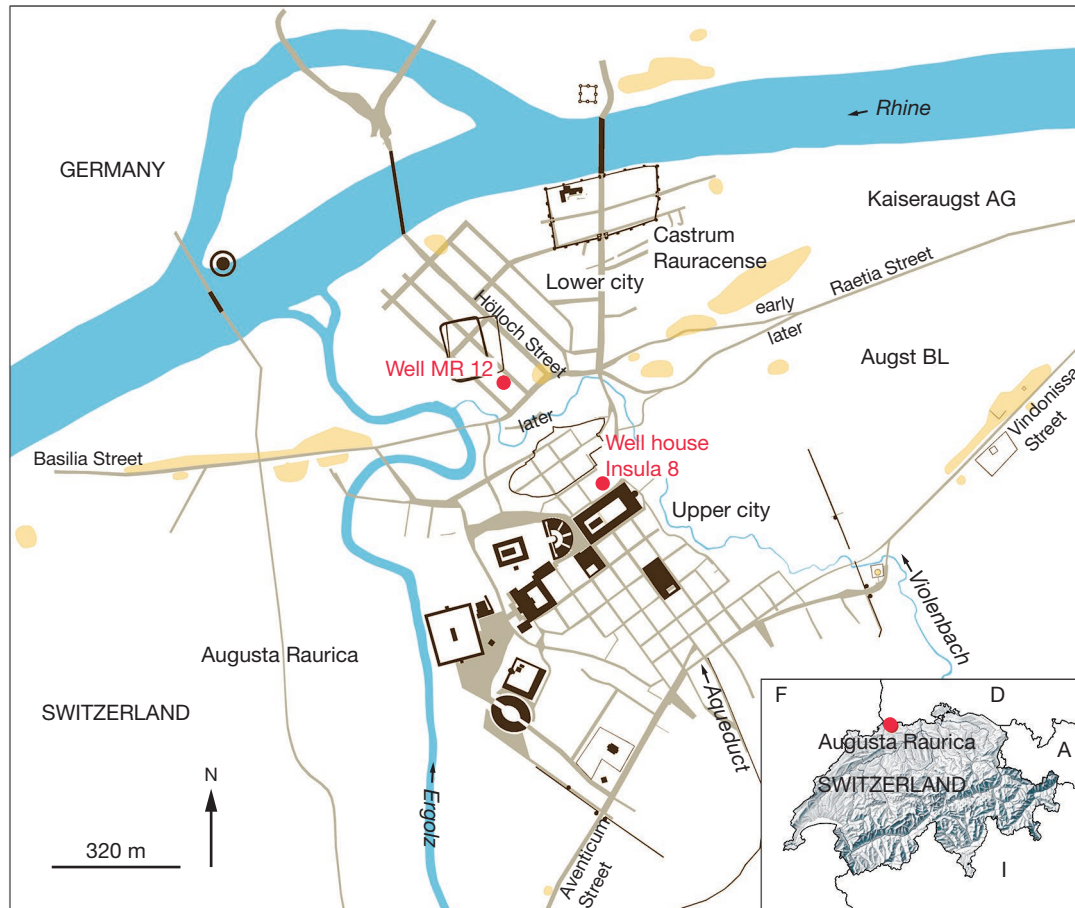 Rhine
GERMANY
Kaiseraugst AG
Castrum
Rauracense
Lower city
Raetia Street
early
later
Hölloch Street
Well MR 12
Augst BL
Vindonissa
Street
later
Basilia Street
Well house
Insula 8
Upper city
Violenbach
Augusta Raurica
SWITZERLAND
Aqueduct
N
Ergolz
320 m
Aventicum
Street
F
D
Augusta Raurica
A
SWITZERLAND
I